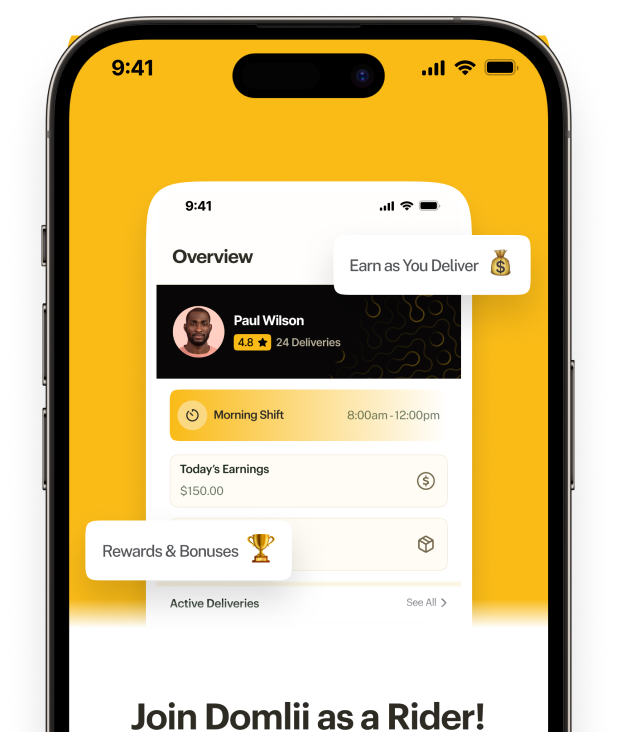 9:41
9:41
Overview
Earn as You Deliver
Paul Wilson
4.8 24 Deliveries
Morning Shift 8:00am - 12:00pm
Today's Earnings
$150.00
Rewards & Bonuses
Active Deliveries See All
Join Domlii as a Rider!